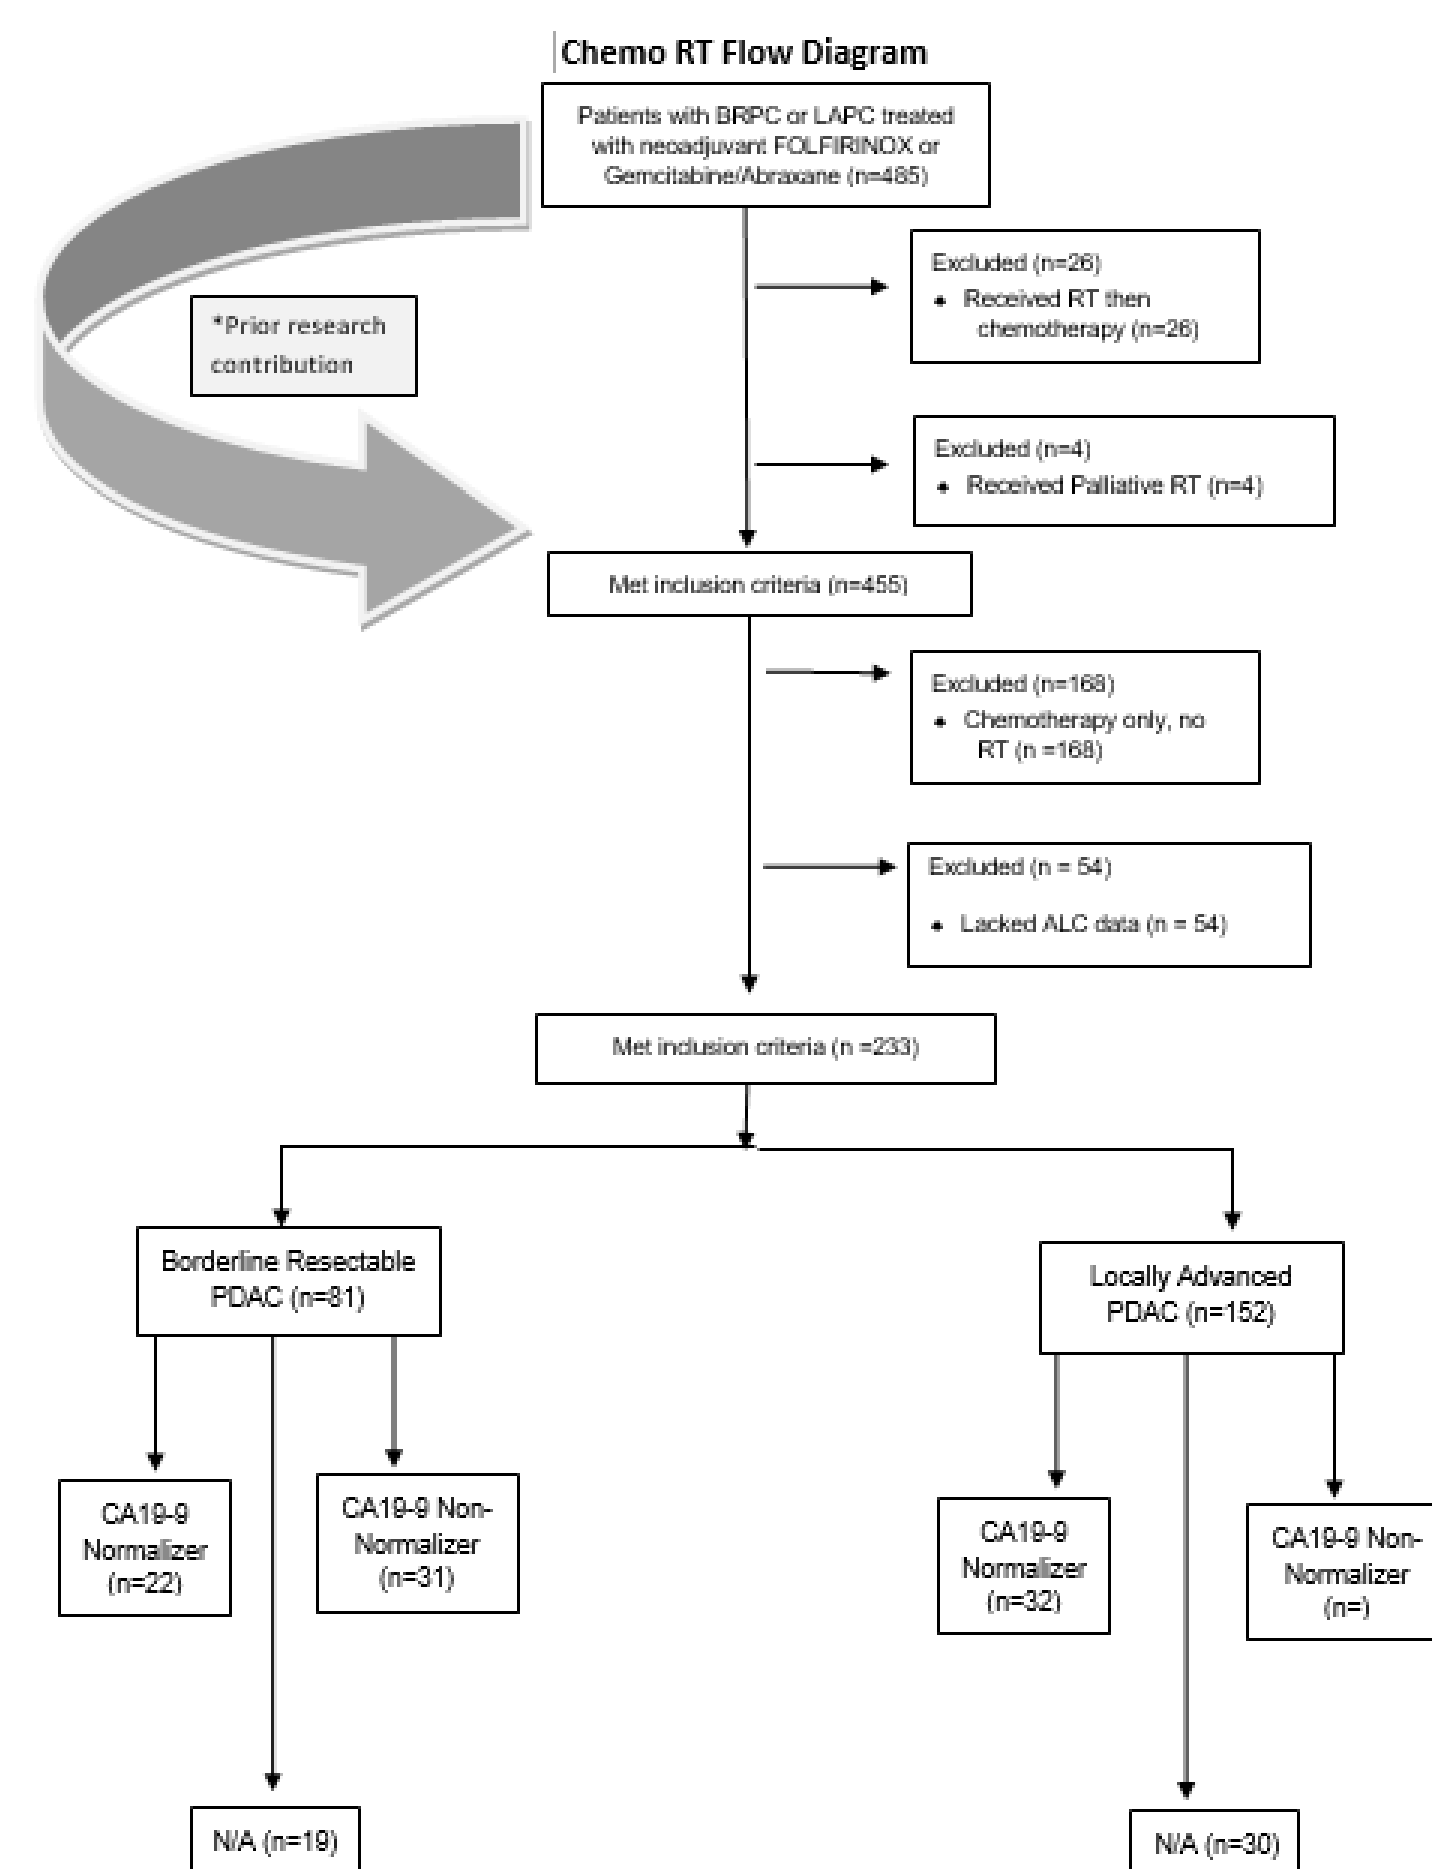 Chemo RT Flow Diagram
Patients with BRPC or LAPC treated
with neoadjuvant FOLFIRINOX or
Gemcitabine/Abraxane (n=485)
Excluded (n=26)
• Received RT then
chemotherapy (n=26)
*Prior research
contribution
Excluded (n=4)
• Received Palliative RT (n=4)
Met inclusion criteria (n=455)
Excluded (n=168)
• Chemotherapy only, no
RT (n =168)
Excluded (n = 54)
• Lacked ALC data (n = 54)
Met inclusion criteria (n =233)
Borderline Resectable
PDAC (n=81)
Locally Advanced
PDAC (n=152)
CA19-9
Normalizer
(n=22)
CA19-9 Non-
Normalizer
(n=31)
CA19-9
Normalizer
(n=32)
CA19-9 Non-
Normalizer
(n=)
N/A (n=19)
N/A (n=30)